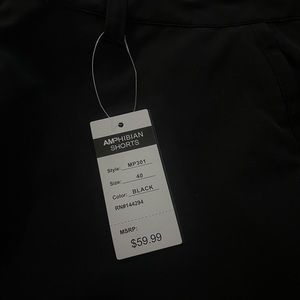 AMPHIBIAN
SHORTS
Style: MP301
Size: 40
Color: BLACK
RN#144294
MSRP:
$59.99